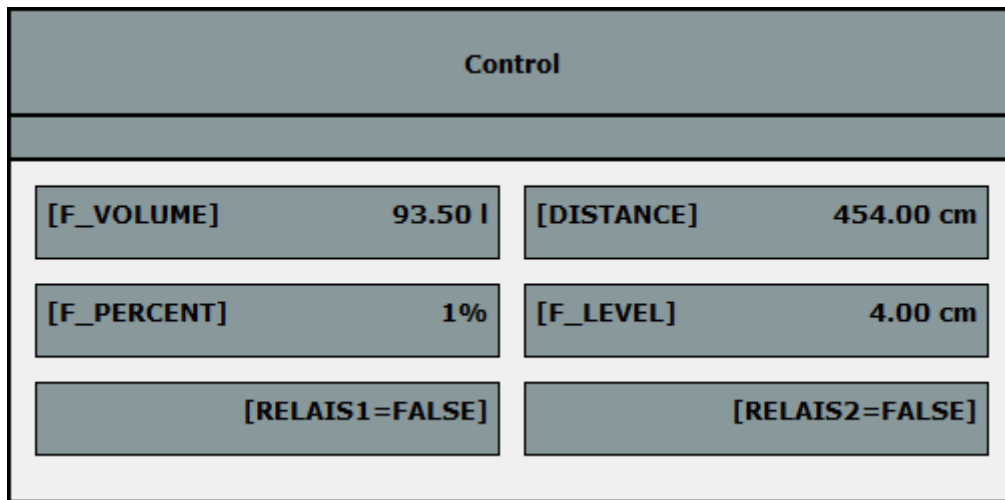 Control
[F_VOLUME] 93.50 l
[DISTANCE] 454.00 cm
[F_PERCENT] 1%
[F_LEVEL] 4.00 cm
[RELAIS1=FALSE]
[RELAIS2=FALSE]